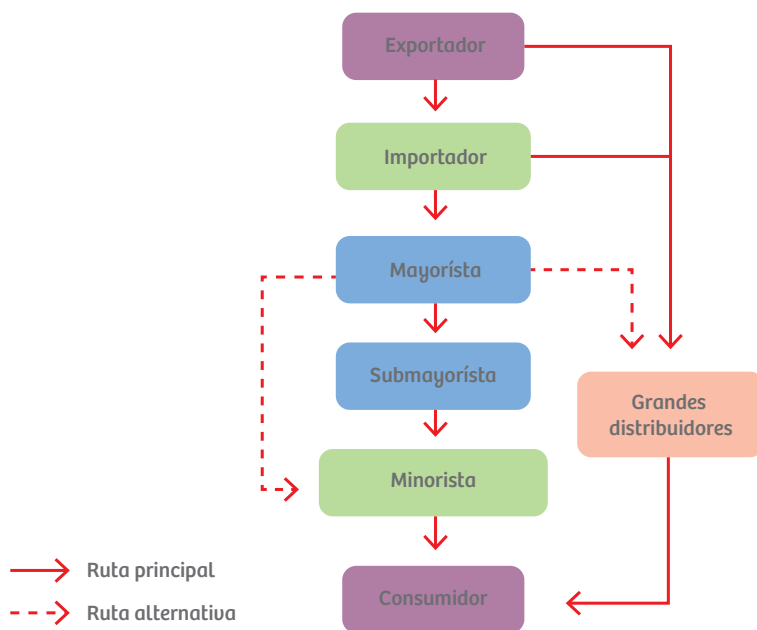 Exportador
Importador
Mayorísta
Submayorísta
Grandes
distribuidores
Minorista
Ruta principal
Consumidor
Ruta alternativa